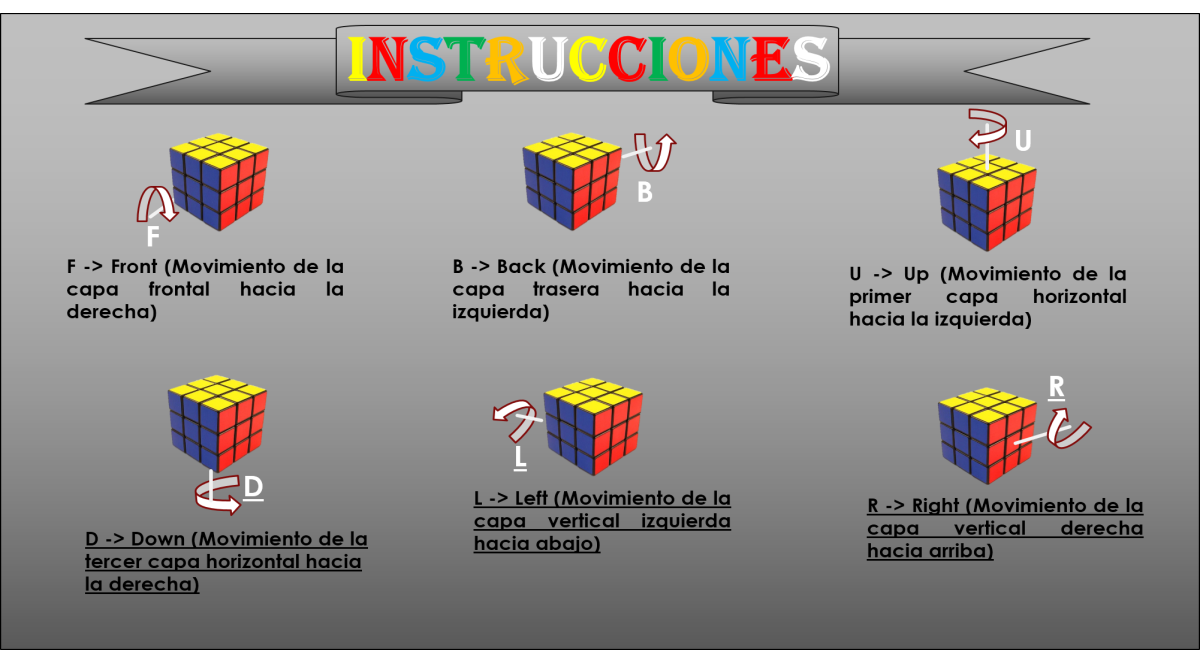 INSTRUCCIONES
F
F -> Front (Movimiento de la
capa frontal hacia la
derecha)
B
B -> Back (Movimiento de la
capa trasera hacia la
izquierda)
U
U -> Up (Movimiento de la
primer capa horizontal
hacia la izquierda)
D
D -> Down (Movimiento de la
tercer capa horizontal hacia
la derecha)
L
L -> Left (Movimiento de la
capa vertical izquierda
hacia abajo)
R
R -> Right (Movimiento de la
capa vertical derecha
hacia arriba)